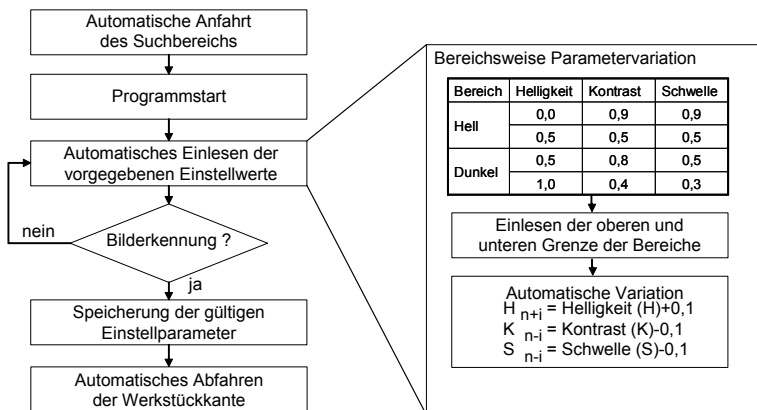 Automatische Anfahrt
des Suchbereichs
Programmstart
Automatisches Einlesen der
vorgegebenen Einstellwerte
nein
Bilderkennung ?
ja
Speicherung der gültigen
Einstellparameter
Automatisches Abfahren
der Werkstückkante
Bereichsweise Parametervariation
Bereich Helligkeit Kontrast Schwelle
Hell 0,0 0,9 0,9
0,5 0,5 0,5
Dunkel 0,5 0,8 0,5
1,0 0,4 0,3
Einlesen der oberen und
unteren Grenze der Bereiche
Automatische Variation
H n+i = Helligkeit (H)+0,1
K n-i = Kontrast (K)-0,1
S n-i = Schwelle (S)-0,1